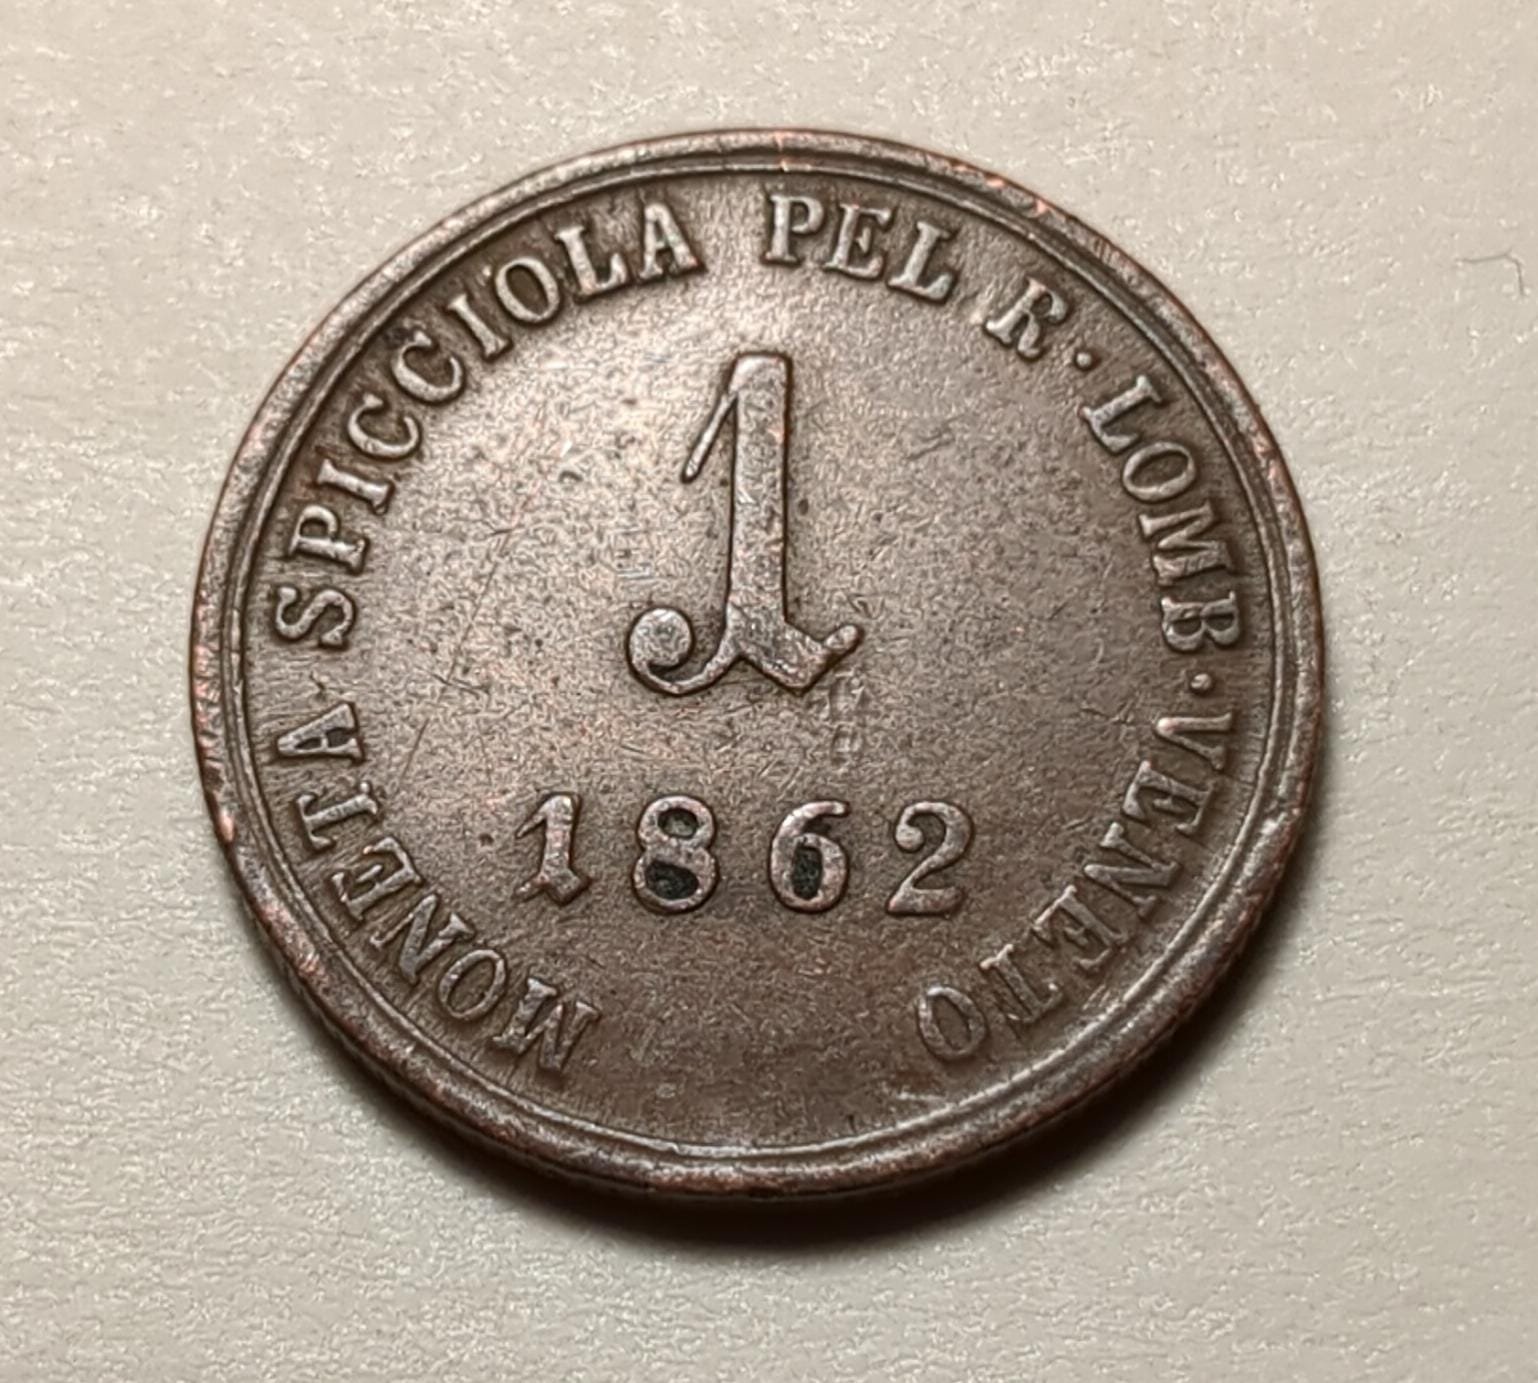 MONETA SPICCIOLA PEL R· LOMB·VENETO
1
1862